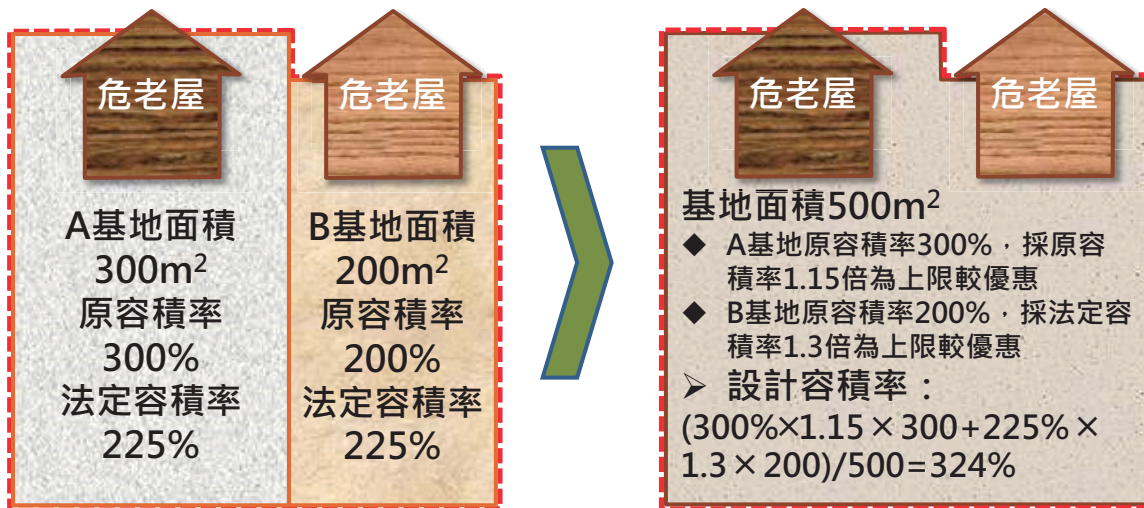 危老屋
A基地面積
300m²
原容積率
300%
法定容積率
225%
危老屋
B基地面積
200m²
原容積率
200%
法定容積率
225%
危老屋
危老屋
基地面積500m²
◆ A基地原容積率300%,採原容
積率1.15倍為上限較優惠
◆ B基地原容積率200%,採法定容
積率1.3倍為上限較優惠
➢ 設計容積率:
(300%×1.15×300+225%×
1.3×200)/500=324%